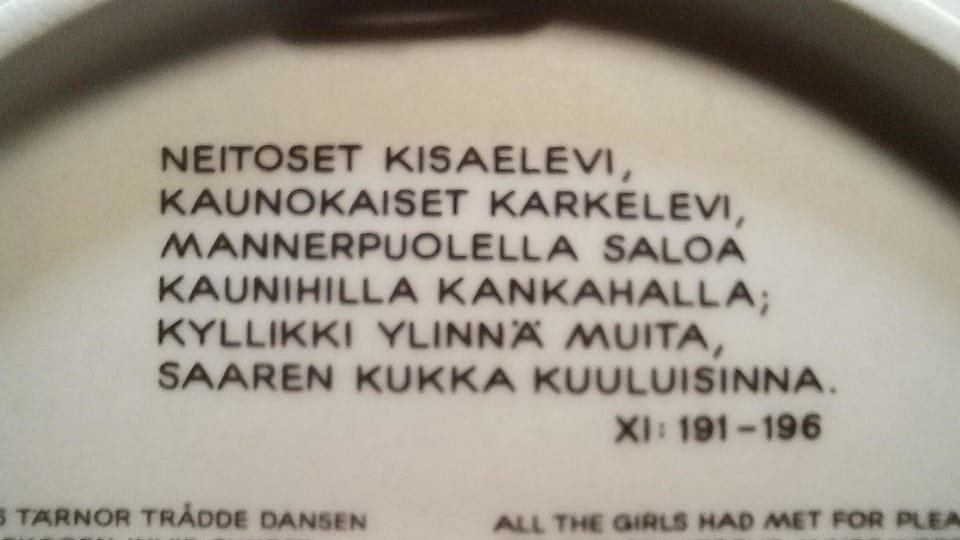 NEITOSET KISAELEVI,
KAUNOKAISET KARKELEVI,
MANNERPUOLELLA SALOA
KAUNIHILLA KANKAHALLA;
KYLLIKKI YLINNÄ MUITA,
SAAREN KUKKA KUULUISINNA.
XI: 191-196
TÄRNOR TRÅDDE DANSEN
ALL THE GIRLS HAD MET FOR